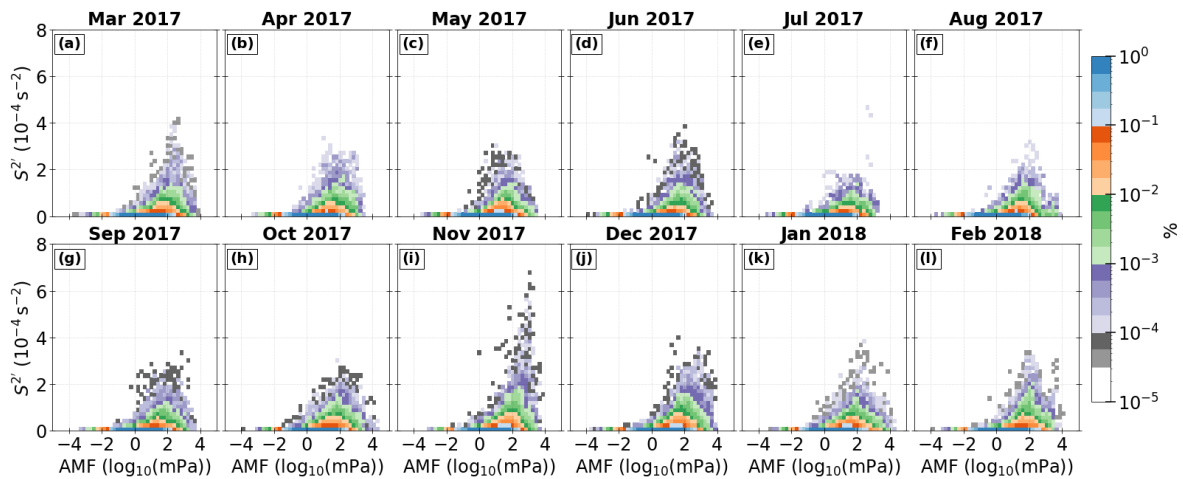 Mar 2017 Apr 2017 May 2017 Jun 2017 Jul 2017 Aug 2017
(a) (b) (c) (d) (e) (f)
8
6
4
2
0
S²′ (10⁻⁴ s⁻²)
Sep 2017 Oct 2017 Nov 2017 Dec 2017 Jan 2018 Feb 2018
(g) (h) (i) (j) (k) (l)
8
6
4
2
0
S²′ (10⁻⁴ s⁻²)
−4 −2 0 2 4 −4 −2 0 2 4 −4 −2 0 2 4 −4 −2 0 2 4 −4 −2 0 2 4 −4 −2 0 2 4
AMF (log₁₀(mPa)) AMF (log₁₀(mPa)) AMF (log₁₀(mPa)) AMF (log₁₀(mPa)) AMF (log₁₀(mPa)) AMF (log₁₀(mPa))
10⁰
10⁻¹
10⁻²
10⁻³
10⁻⁴
10⁻⁵
%